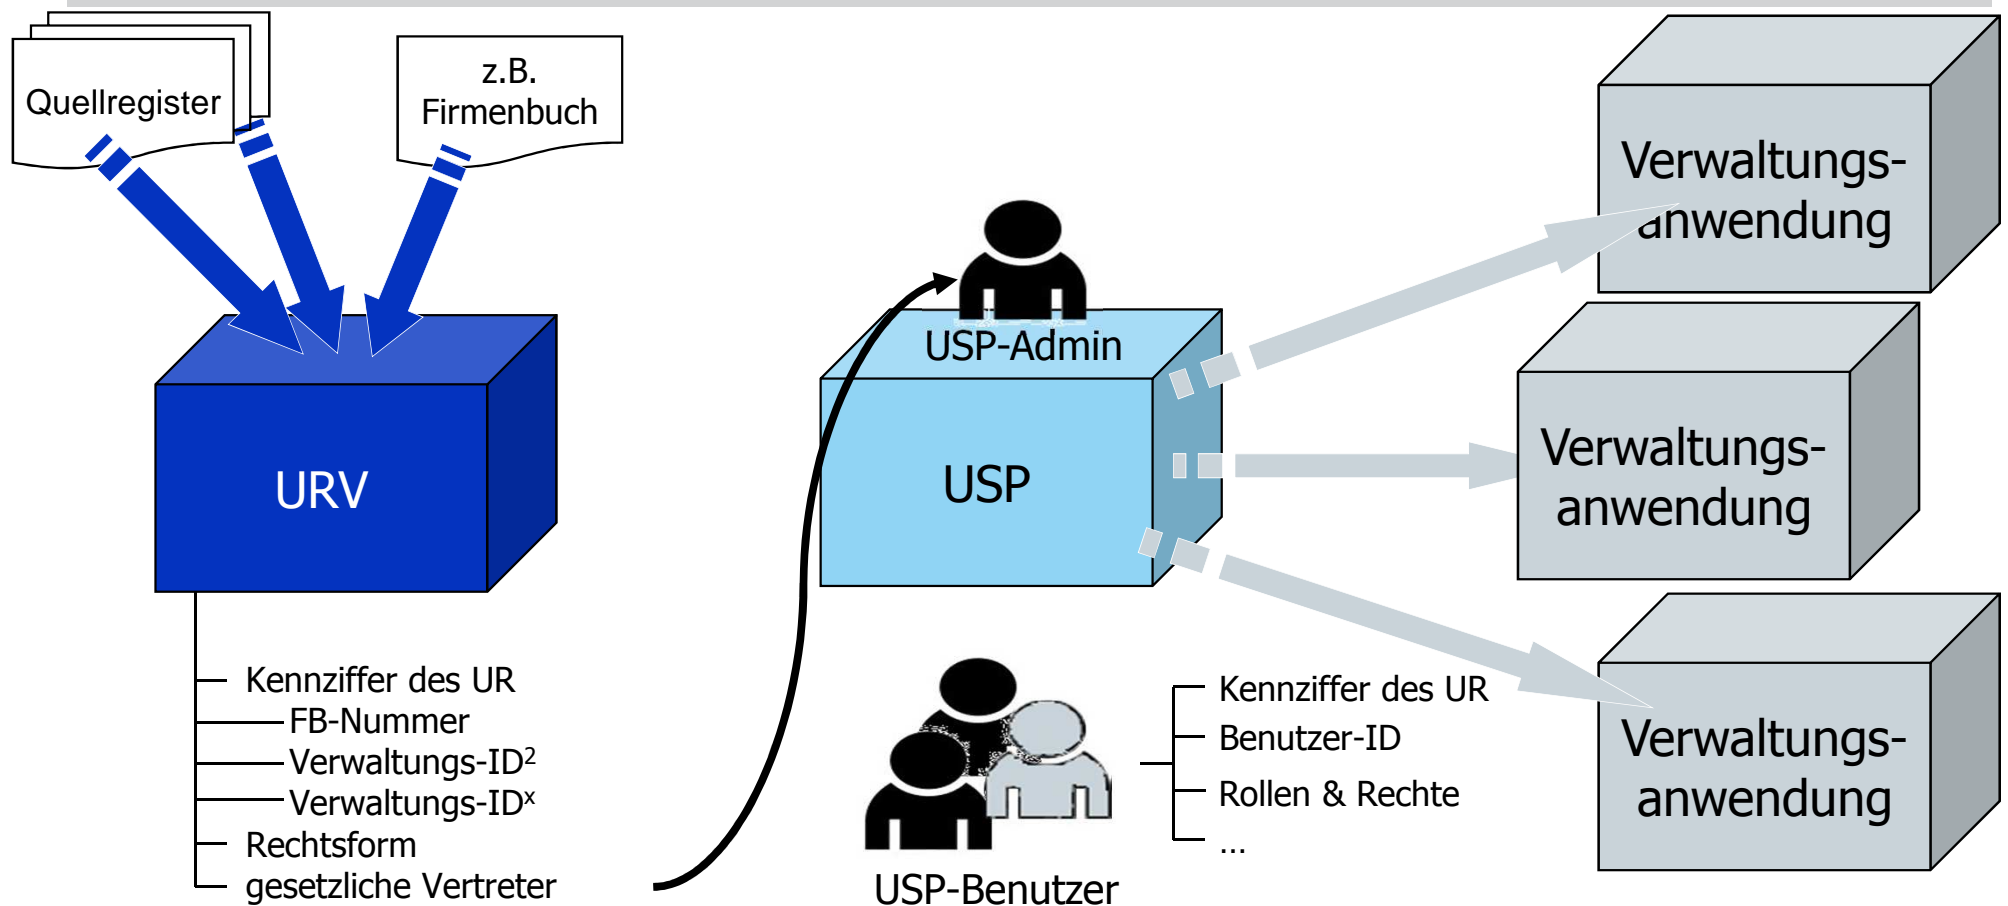 Quellregister
z.B.
Firmenbuch
URV
Kennziffer des UR
FB-Nummer
Verwaltungs-ID²
Verwaltungs-IDˣ
Rechtsform
gesetzliche Vertreter
USP-Admin
USP
USP-Benutzer
Kennziffer des UR
Benutzer-ID
Rollen & Rechte
...
Verwaltungs-
anwendung
Verwaltungs-
anwendung
Verwaltungs-
anwendung